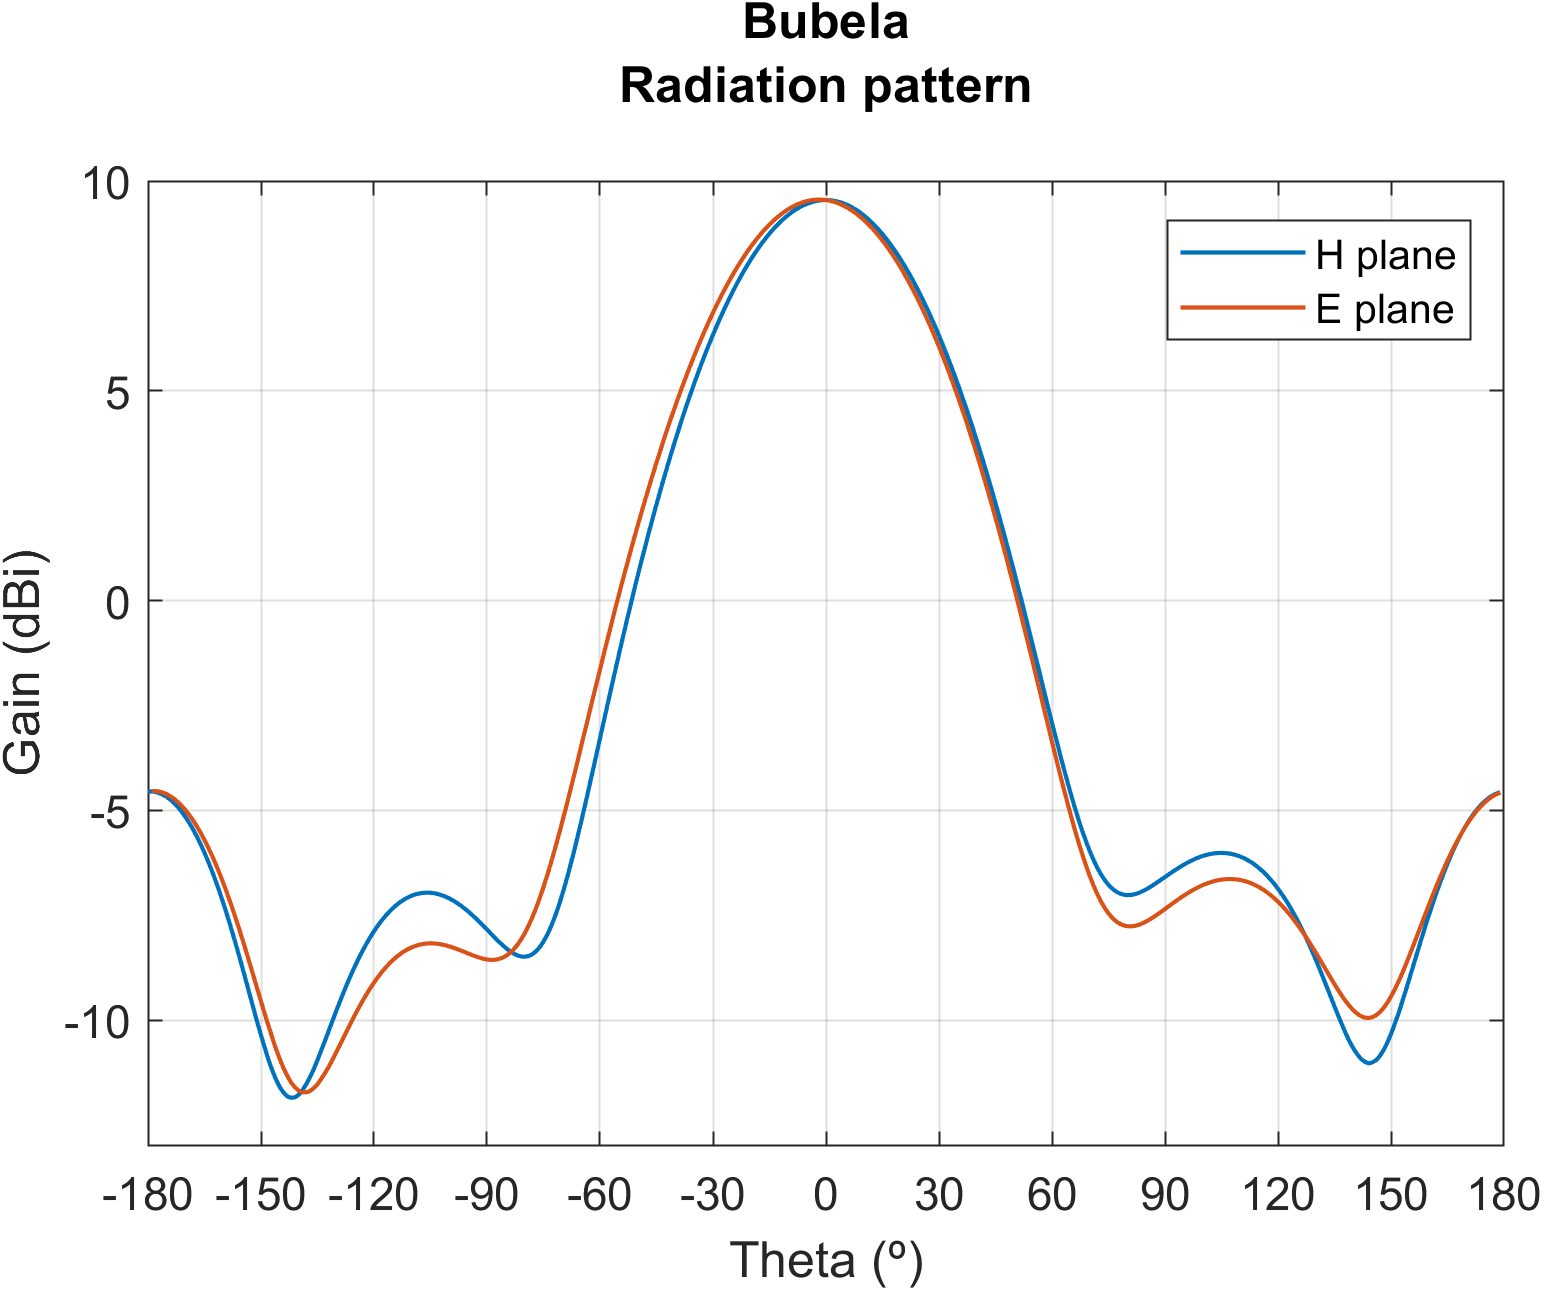 Bubela
Radiation pattern
10
5
0
-5
-10
Gain (dBi)
H plane
E plane
-180 -150 -120 -90 -60 -30 0 30 60 90 120 150 180
Theta (º)